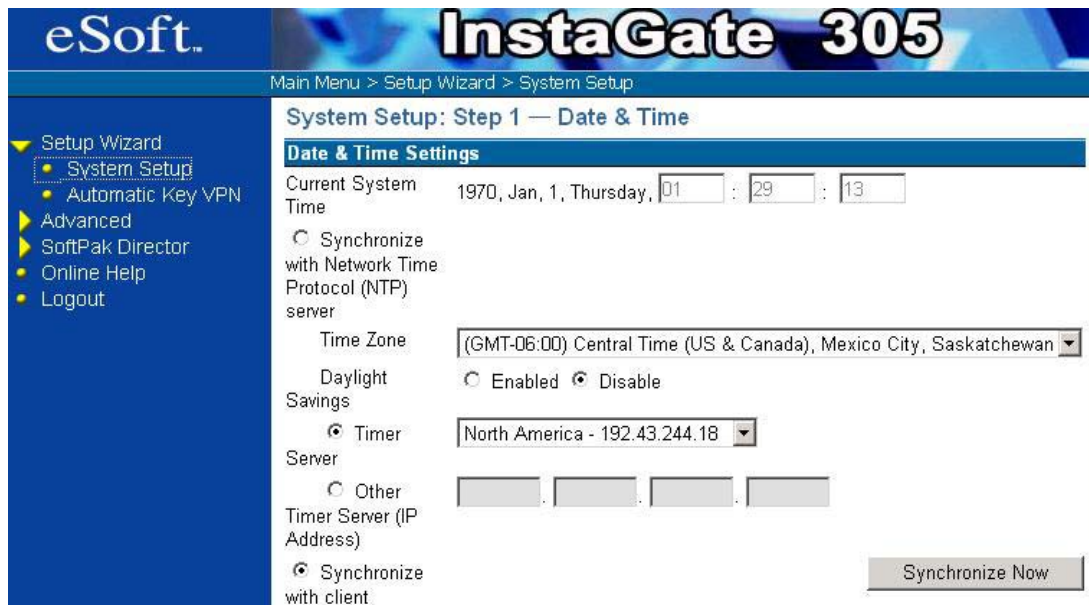 eSoft™
InstaGate 305
Main Menu > Setup Wizard > System Setup
Setup Wizard
System Setup
Automatic Key VPN
Advanced
SoftPak Director
Online Help
Logout
System Setup: Step 1 — Date & Time
Date & Time Settings
Current System
Time
1970, Jan, 1, Thursday, 01 : 29 : 13
Synchronize
with Network Time
Protocol (NTP)
server
Time Zone
(GMT-06:00) Central Time (US & Canada), Mexico City, Saskatchewan
Daylight
Savings
Enabled Disable
Timer
Server
North America - 192.43.244.18
Other
Timer Server (IP
Address)
. . .
Synchronize
with client
Synchronize Now